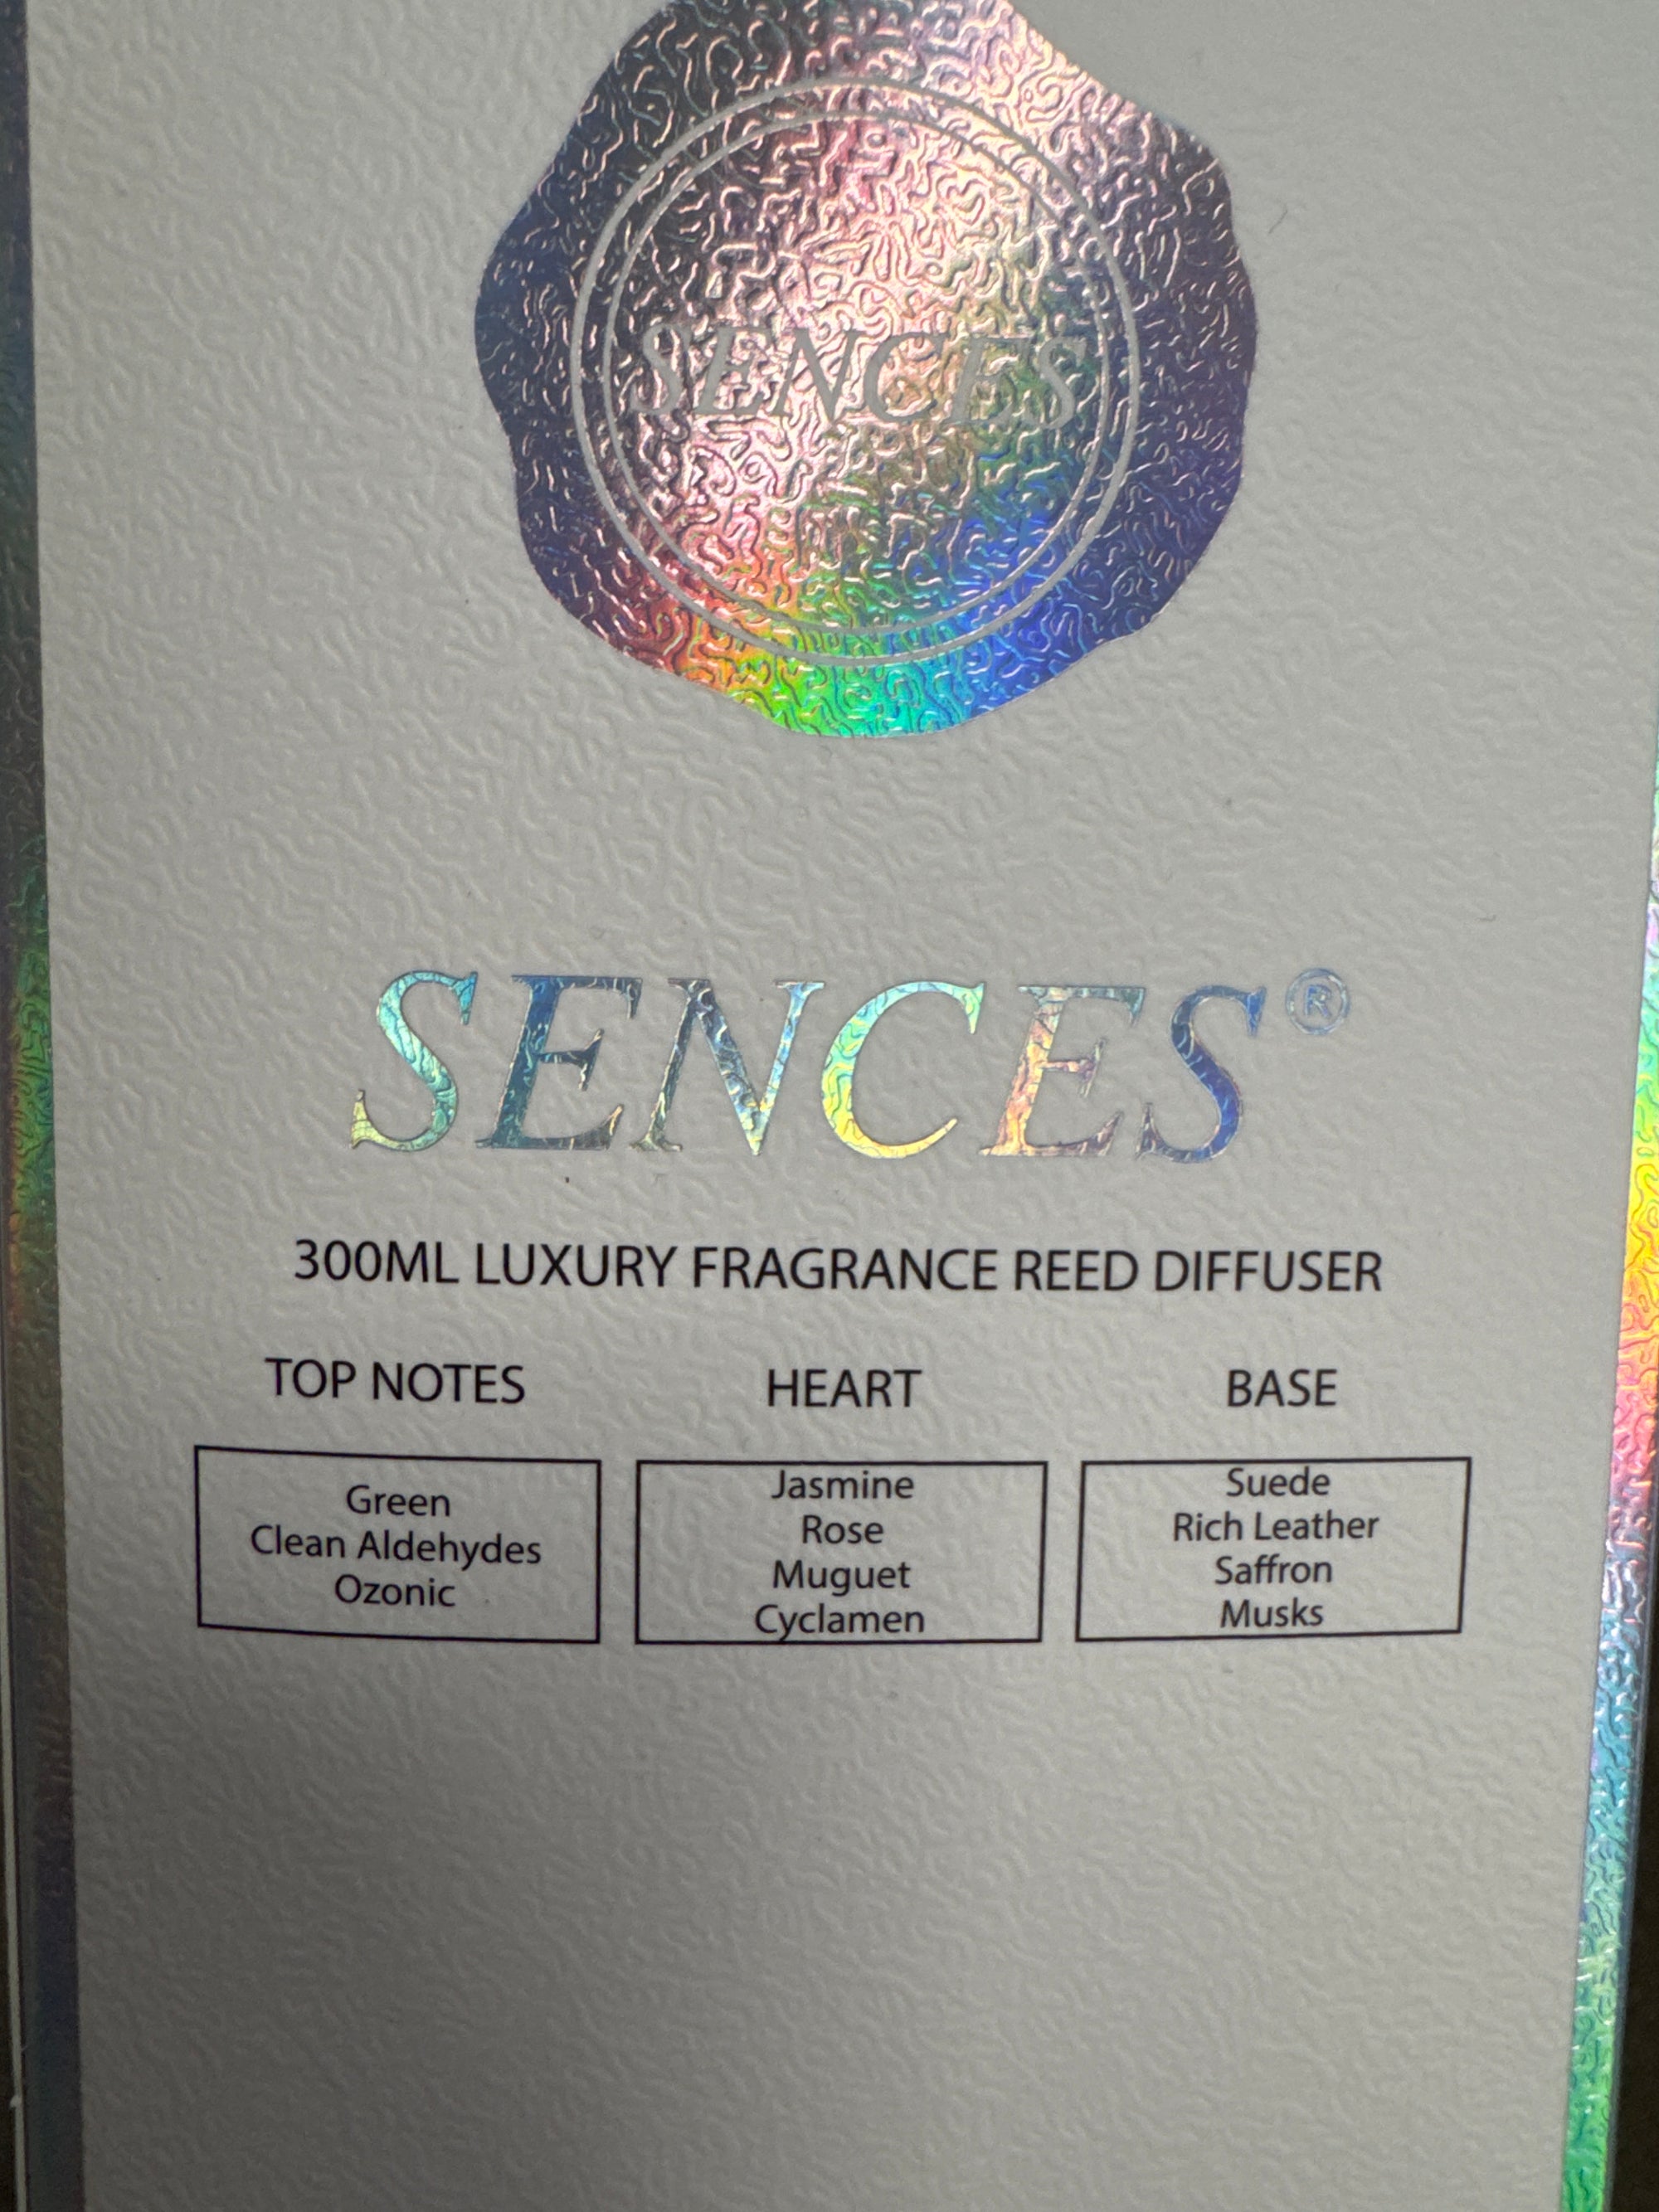 SENCES
SENCES®
300ML LUXURY FRAGRANCE REED DIFFUSER
TOP NOTES
Green
Clean Aldehydes
Ozonic
HEART
Jasmine
Rose
Muguet
Cyclamen
BASE
Suede
Rich Leather
Saffron
Musks